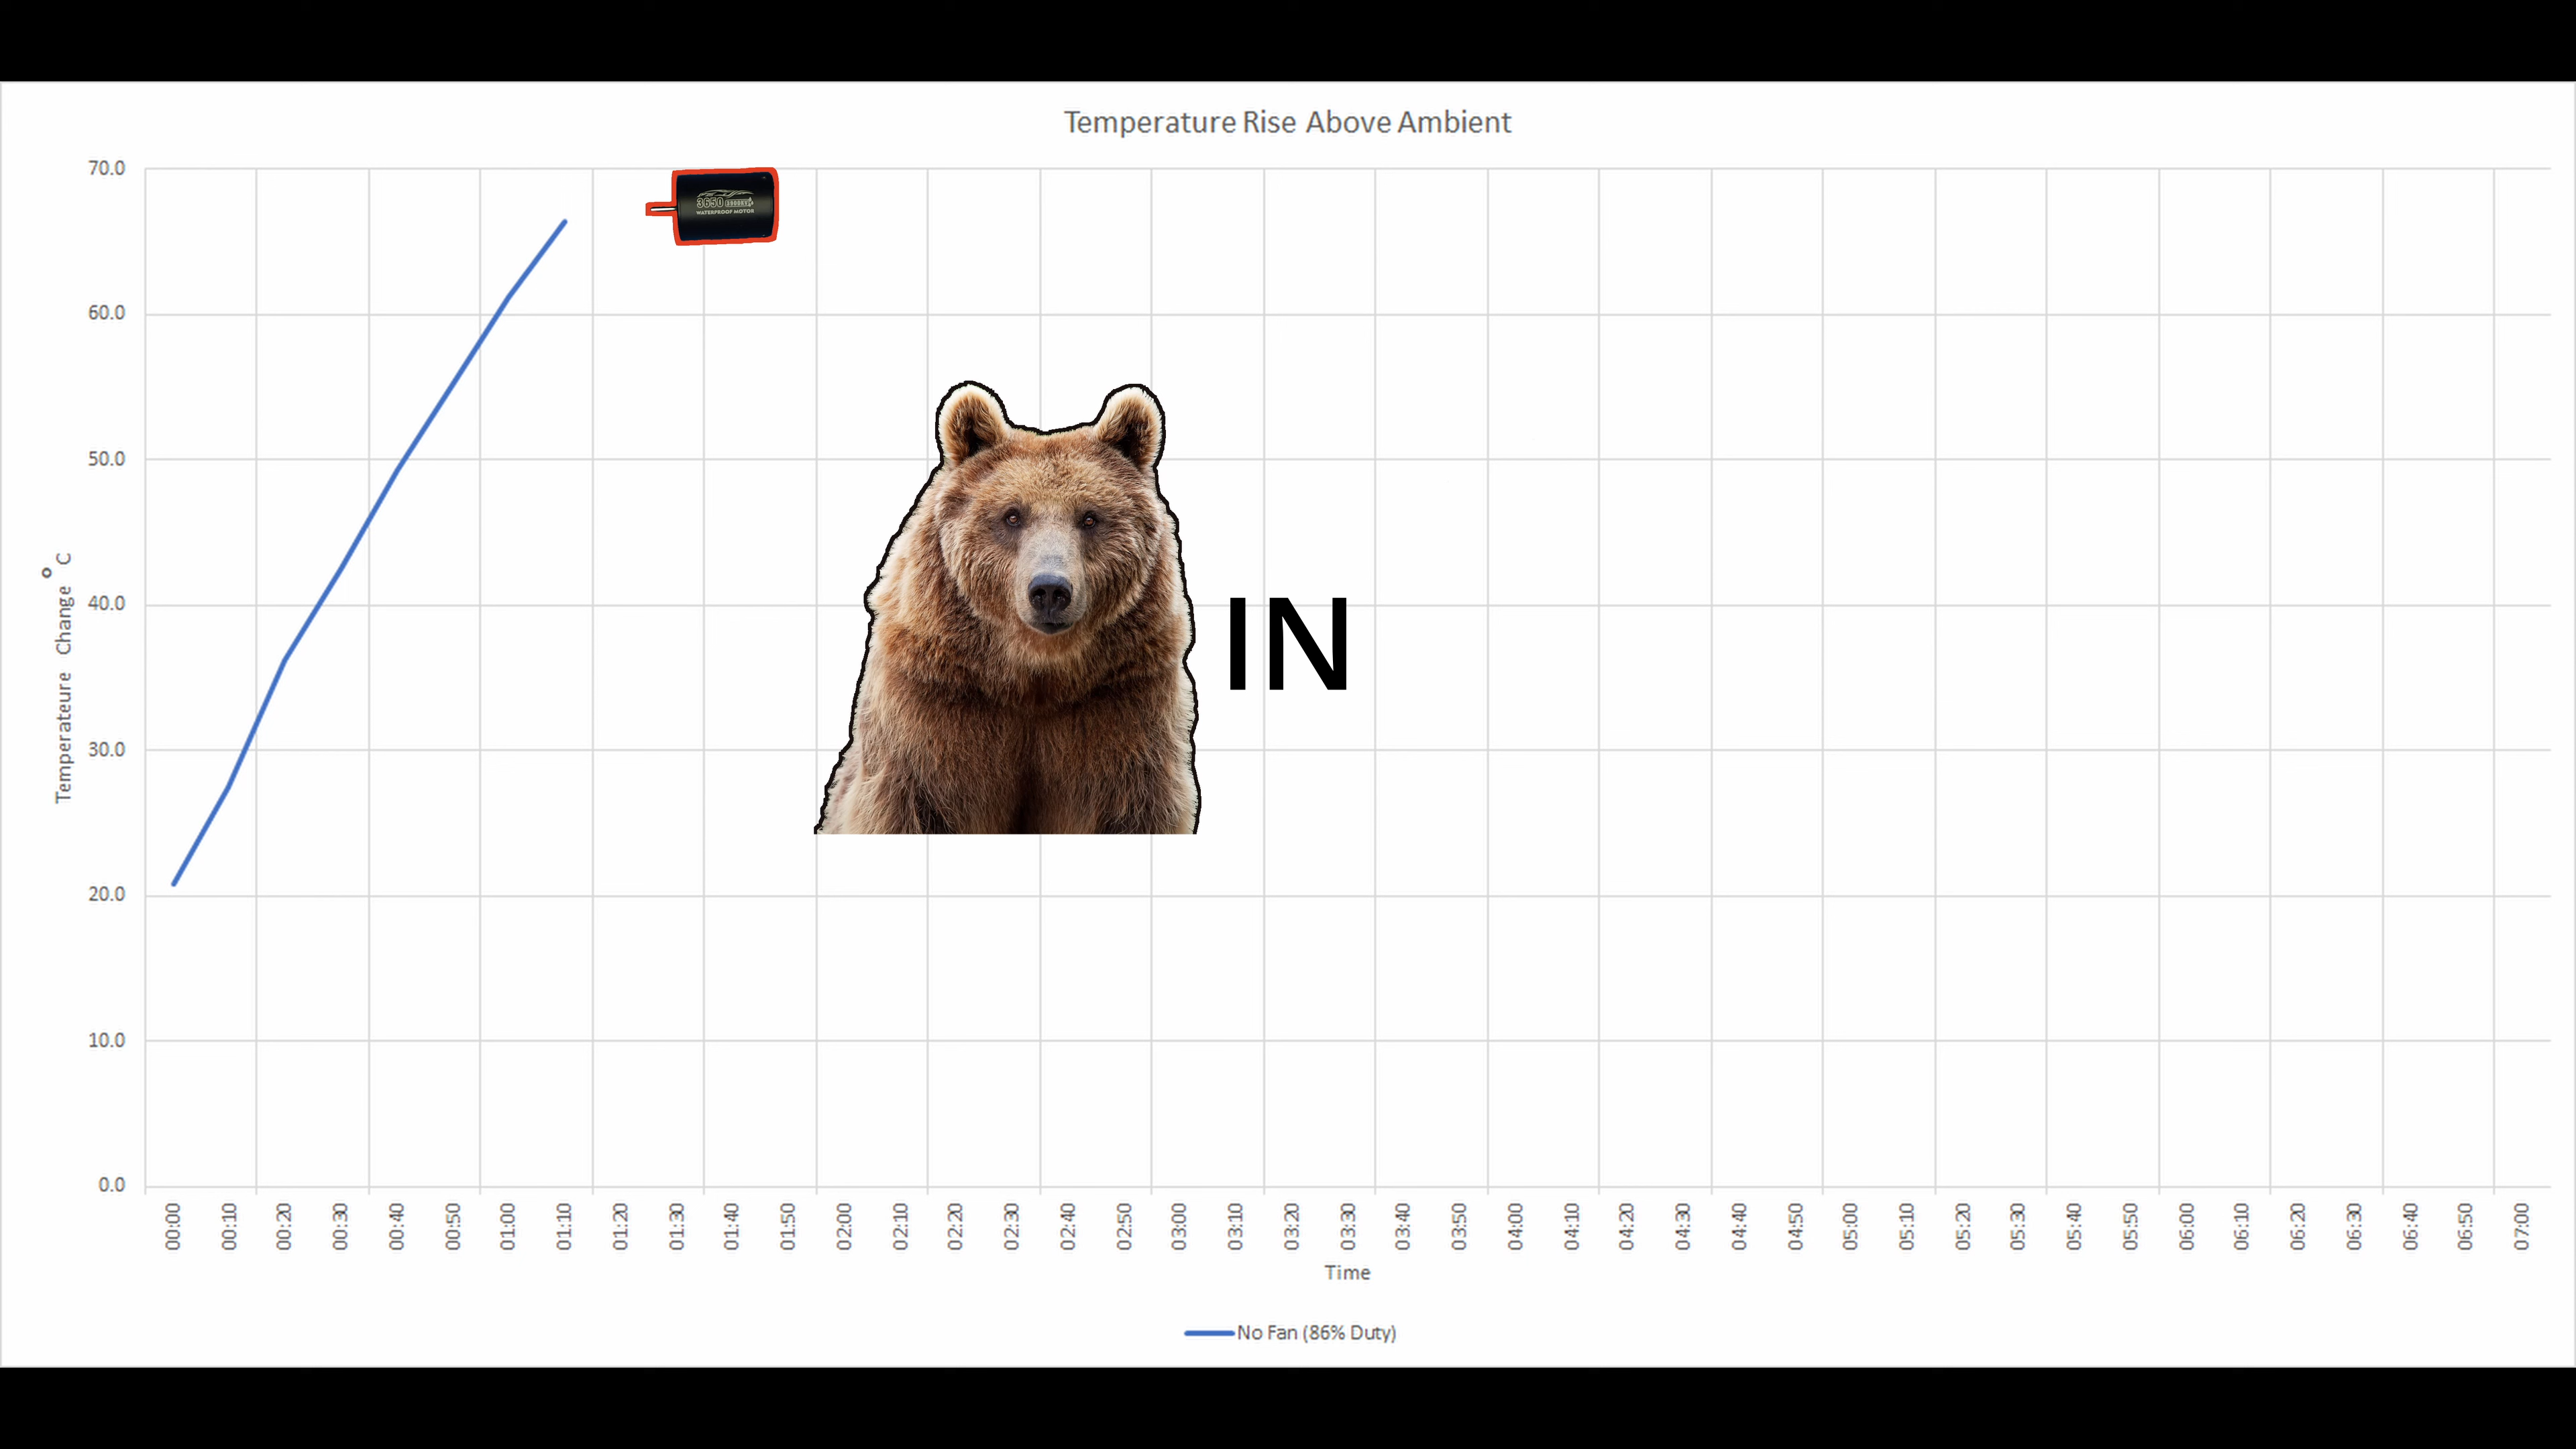 Temperature Rise Above Ambient
70.0
60.0
50.0
40.0
30.0
20.0
10.0
0.0
Temperateure Change °C
3650
WATERPROOF MOTOR
IN
00:00 00:10 00:20 00:30 00:40 00:50 01:00 01:10 01:20 01:30 01:40 01:50 02:00 02:10 02:20 02:30 02:40 02:50 03:00 03:10 03:20 03:30 03:40 03:50 04:00 04:10 04:20 04:30 04:40 04:50 05:00 05:10 05:20 05:30 05:40 05:50 06:00 06:10 06:20 06:30 06:40 06:50 07:00
Time
No Fan (86% Duty)